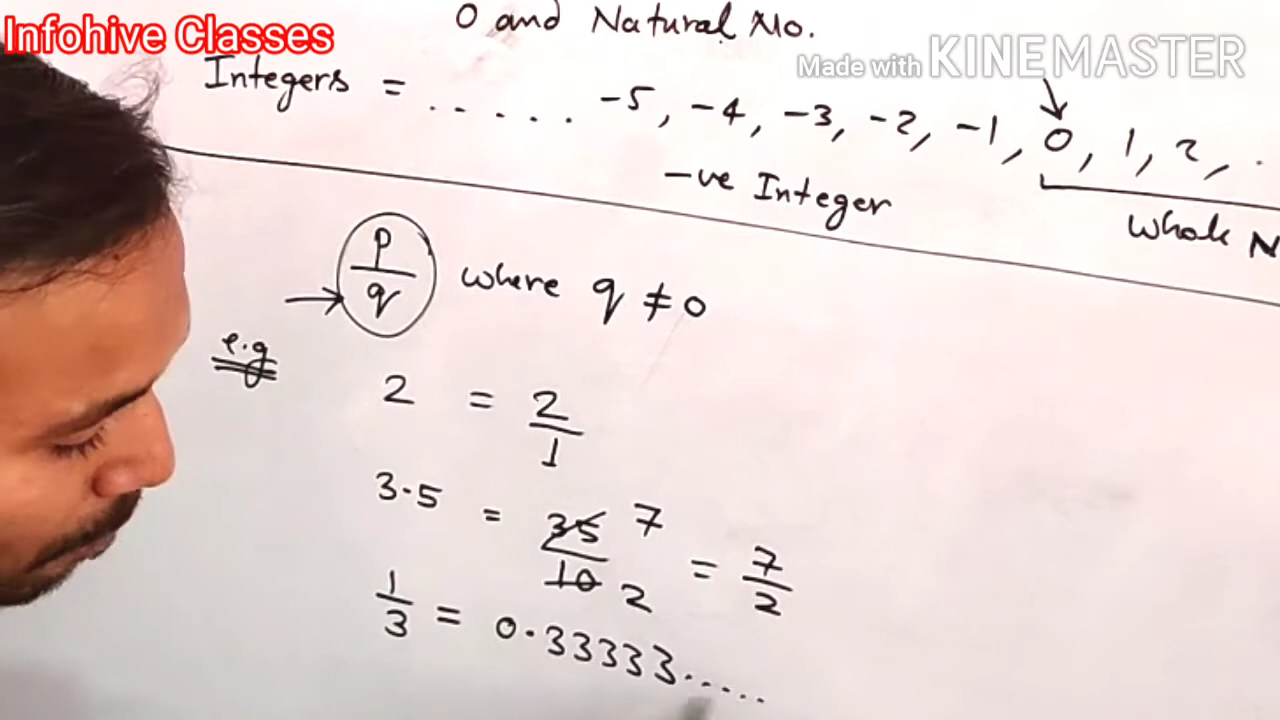 Infohive Classes
0 and Natural No.
Made with KINEMASTER
Integers = ..... -5, -4, -3, -2, -1, 0, 1, 2, .
-ve Integer
Whole N
p/q where q ≠ 0
e.g
2 = 2/1
3.5 = 35/10 7 2 = 7/2
1/3 = 0.33333.....